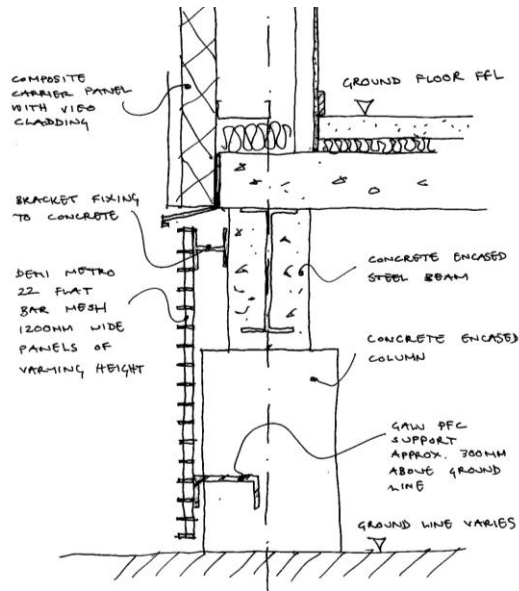 COMPOSITE
CARRIER PANEL
WITH VIEO
CLADDING
GROUND FLOOR FFL
BRACKET FIXING
TO CONCRETE
DEMI METRO
22 FLAT
BAR MESH
1200MM WIDE
PANELS OF
VARYING HEIGHT
CONCRETE ENCASED
STEEL BEAM
CONCRETE ENCASED
COLUMN
GALV PFC
SUPPORT
APPROX. 300MM
ABOVE GROUND
LINE
GROUND LINE VARIES